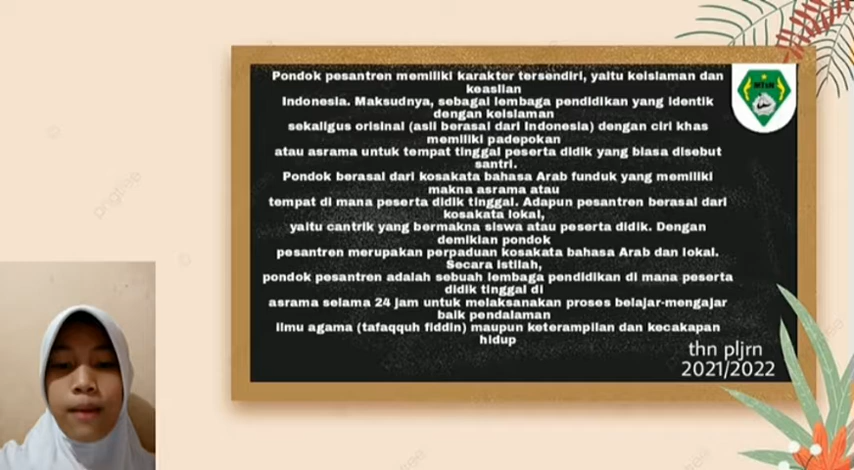 Pondok pesantren memiliki karakter tersendiri, yaitu keislaman dan
keaslian
Indonesia. Maksudnya, sebagai lembaga pendidikan yang identik
dengan keislaman
sekaligus orisinal (asli berasal dari Indonesia) dengan ciri khas
memiliki padepokan
atau asrama untuk tempat tinggal peserta didik yang biasa disebut
santri.
Pondok berasal dari kosakata bahasa Arab funduk yang memiliki
makna asrama atau
tempat di mana peserta didik tinggal. Adapun pesantren berasal dari
kosakata lokal,
yaitu cantrik yang bermakna siswa atau peserta didik. Dengan
demikian pondok
pesantren merupakan perpaduan kosakata bahasa Arab dan lokal.
Secara istilah,
pondok pesantren adalah sebuah lembaga pendidikan di mana peserta
didik tinggal di
asrama selama 24 jam untuk melaksanakan proses belajar-mengajar
baik pendalaman
ilmu agama (tafaqquh fiddin) maupun keterampilan dan kecakapan
hidup
thn pljrn
2021/2022
pngtree